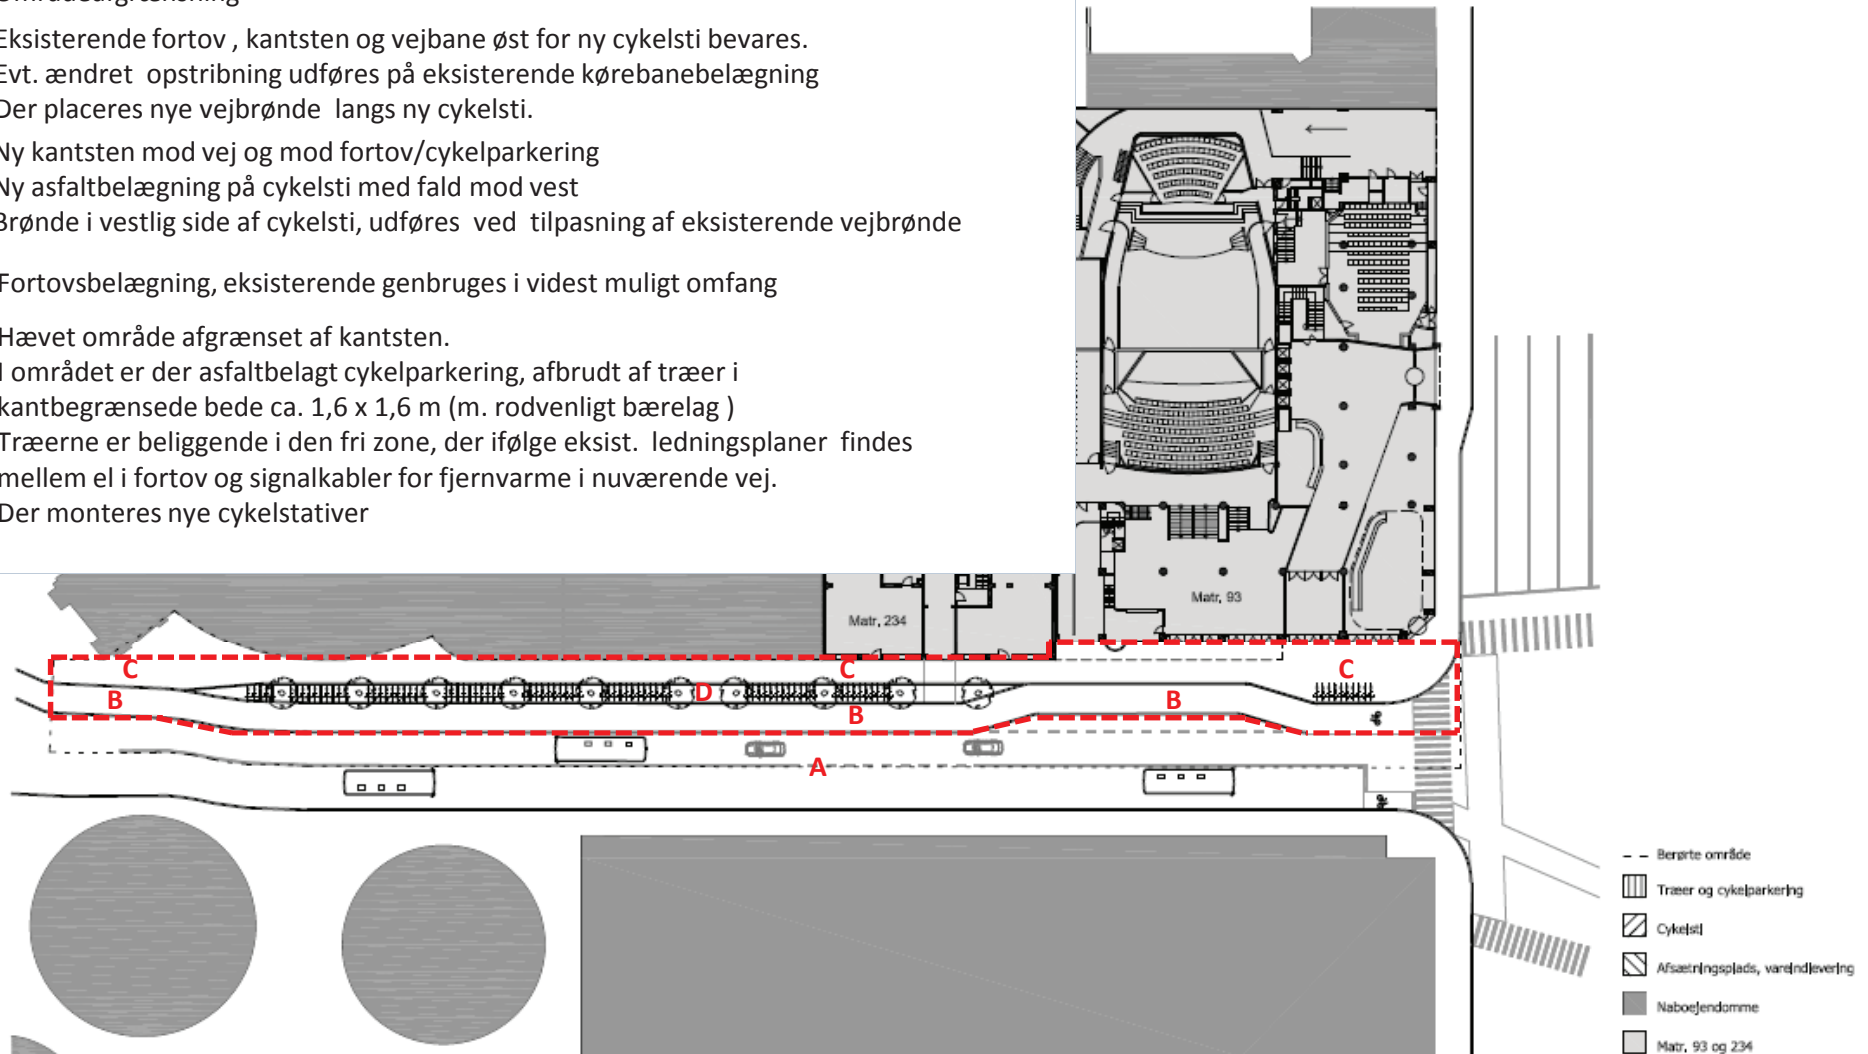 Områdeafgrænsning
Eksisterende fortov , kantsten og vejbane øst for ny cykelsti bevares.
Evt. ændret opstribning udføres på eksisterende kørebanebelægning
Der placeres nye vejbrønde langs ny cykelsti.
Ny kantsten mod vej og mod fortov/cykelparkering
Ny asfaltbelægning på cykelsti med fald mod vest
Brønde i vestlig side af cykelsti, udføres ved tilpasning af eksisterende vejbrønde
Fortovsbelægning, eksisterende genbruges i videst muligt omfang
Hævet område afgrænset af kantsten.
I området er der asfaltbelagt cykelparkering, afbrudt af træer i
kantbegrænsede bede ca. 1,6 x 1,6 m (m. rodvenligt bærelag )
Træerne er beliggende i den fri zone, der ifølge eksist. ledningsplaner findes
mellem el i fortov og signalkabler for fjernvarme i nuværende vej.
Der monteres nye cykelstativer
Matr. 93
Matr. 234
C
C
C
B
D
B
B
A
Berørte område
Træer og cykelparkering
Cykelsti
Afsætningsplads, vareindlevering
Naboejendomme
Matr. 93 og 234